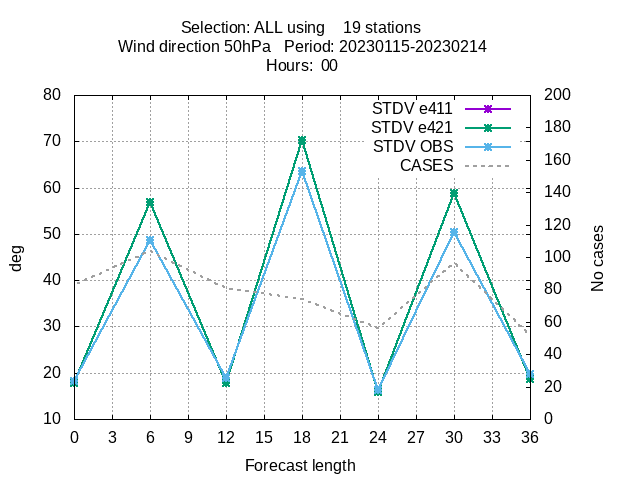 Selection: ALL using    19 stations
Wind direction 50hPa   Period: 20230115-20230214
Hours:  00
80 200
STDV e411
STDV e421
STDV OBS
CASES
70 180
60 160
50 140
40 120
30 100
20 80
10 60
40
20
0
deg
No cases
0 3 6 9 12 15 18 21 24 27 30 33 36
Forecast length